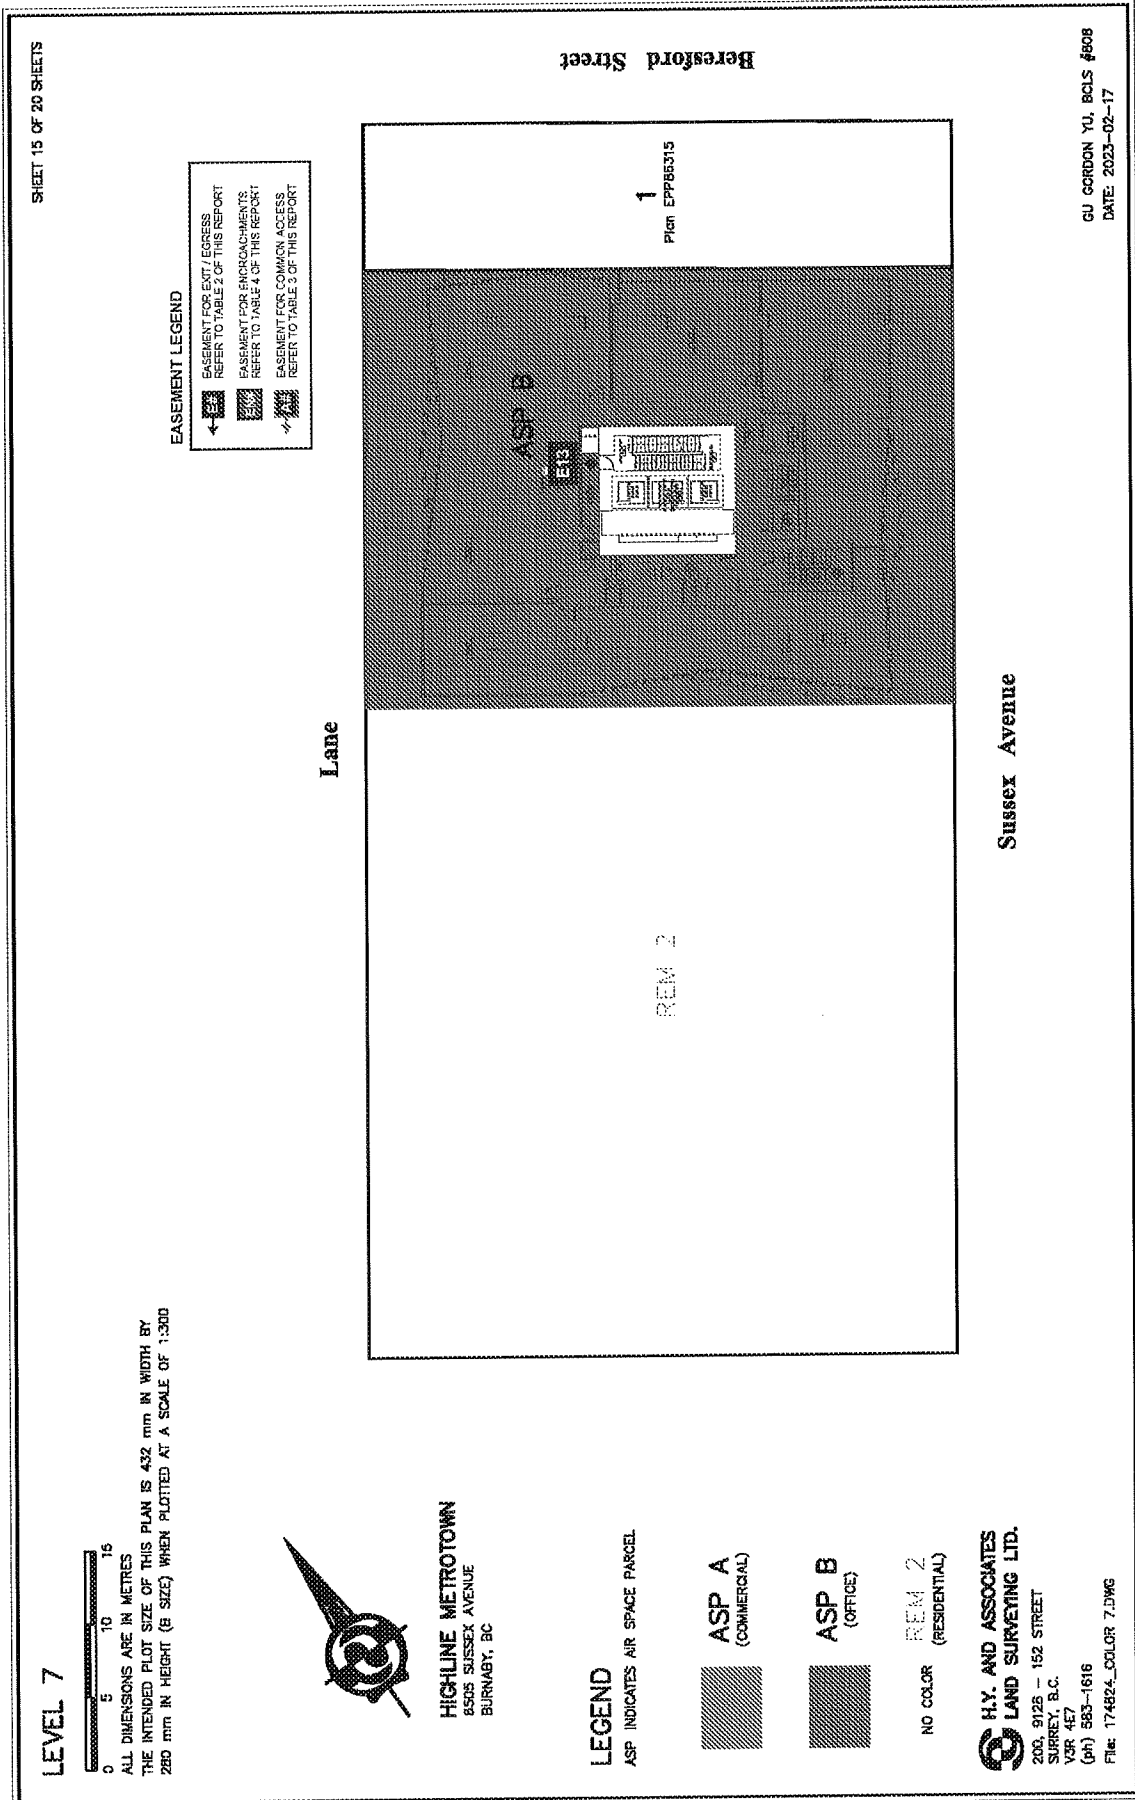 SHEET 15 OF 20 SHEETS
LEVEL 7
0 5 10 15
ALL DIMENSIONS ARE IN METRES
THE INTENDED PLOT SIZE OF THIS PLAN IS 432 mm IN WIDTH BY
280 mm IN HEIGHT (B SIZE) WHEN PLOTTED AT A SCALE OF 1:300
EASEMENT LEGEND
EASEMENT FOR EXIT / EGRESS
REFER TO TABLE 2 OF THIS REPORT
EASEMENT FOR ENCROACHMENTS
REFER TO TABLE 4 OF THIS REPORT
EASEMENT FOR COMMON ACCESS
REFER TO TABLE 3 OF THIS REPORT
HIGHLINE METROTOWN
6505 SUSSEX AVENUE
BURNABY, BC
LEGEND
ASP INDICATES AIR SPACE PARCEL
ASP A
(COMMERCIAL)
ASP B
(OFFICE)
NO COLOR
REM 2
(RESIDENTIAL)
H.Y. AND ASSOCIATES
LAND SURVEYING LTD.
200, 9128 – 152 STREET
SURREY, B.C.
V3R 4E7
(ph) 583-1616
File: 174824_COLOR 7.DWG
Lane
REM 2
ASP B
E13
1
Plan EPP86315
Beresford Street
Sussex Avenue
GU GORDON YU, BCLS #808
DATE: 2023-02-17